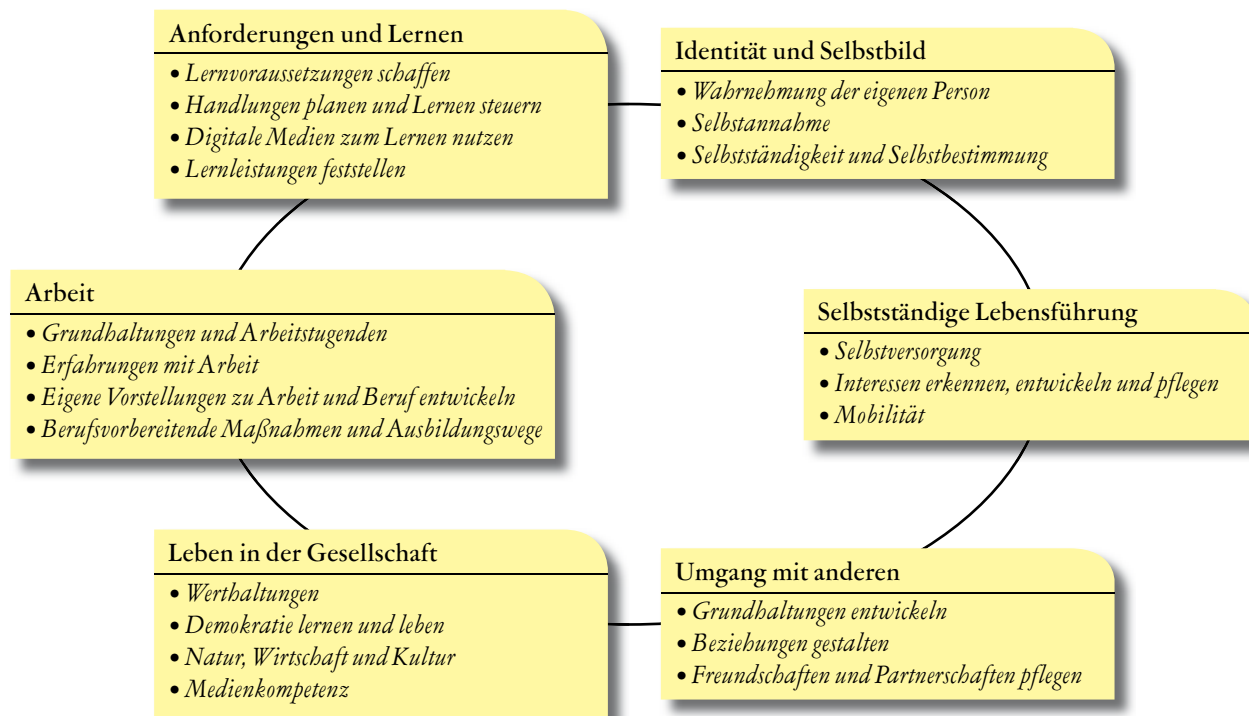 Anforderungen und Lernen
• Lernvoraussetzungen schaffen
• Handlungen planen und Lernen steuern
• Digitale Medien zum Lernen nutzen
• Lernleistungen feststellen
Identität und Selbstbild
• Wahrnehmung der eigenen Person
• Selbstannahme
• Selbstständigkeit und Selbstbestimmung
Arbeit
• Grundhaltungen und Arbeitstugenden
• Erfahrungen mit Arbeit
• Eigene Vorstellungen zu Arbeit und Beruf entwickeln
• Berufsvorbereitende Maßnahmen und Ausbildungswege
Selbstständige Lebensführung
• Selbstversorgung
• Interessen erkennen, entwickeln und pflegen
• Mobilität
Leben in der Gesellschaft
• Werthaltungen
• Demokratie lernen und leben
• Natur, Wirtschaft und Kultur
• Medienkompetenz
Umgang mit anderen
• Grundhaltungen entwickeln
• Beziehungen gestalten
• Freundschaften und Partnerschaften pflegen